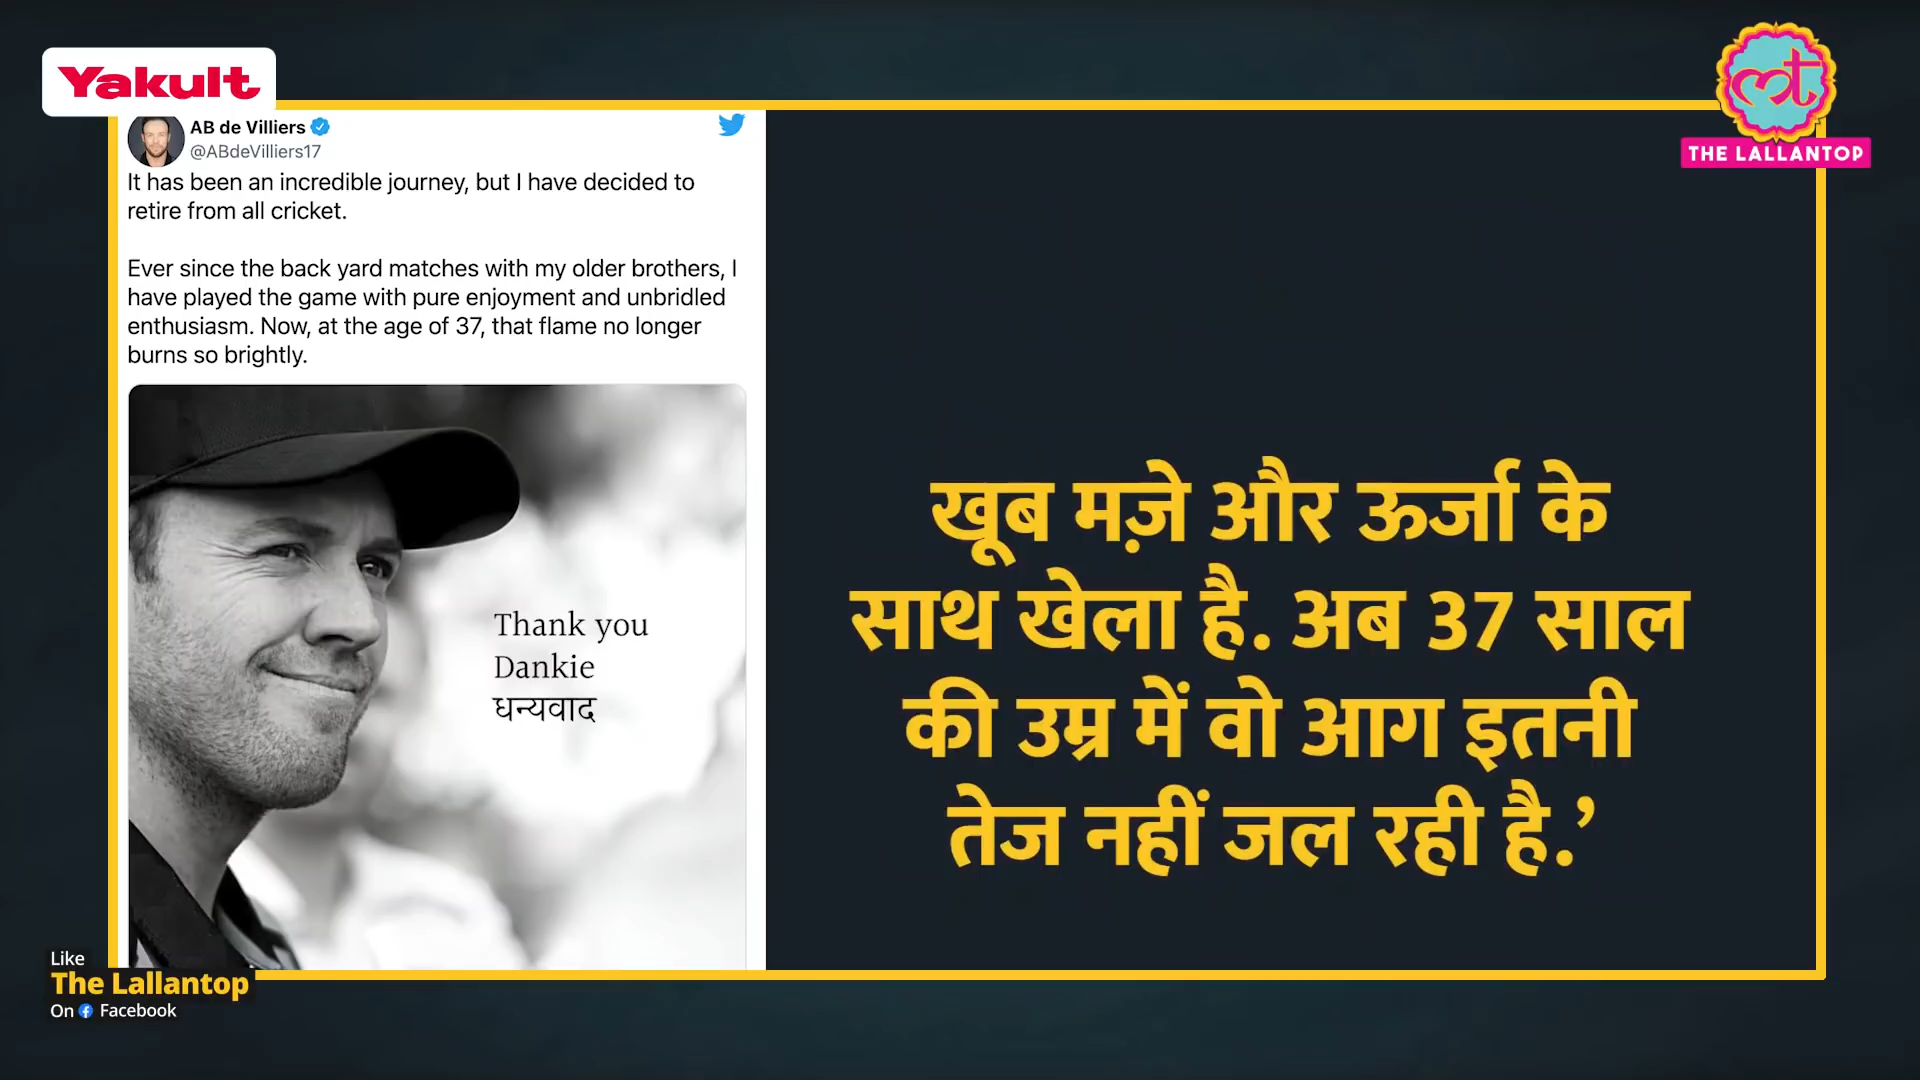 Yakult
AB de Villiers
@ABdeVilliers17
It has been an incredible journey, but I have decided to
retire from all cricket.
Ever since the back yard matches with my older brothers, I
have played the game with pure enjoyment and unbridled
enthusiasm. Now, at the age of 37, that flame no longer
burns so brightly.
Thank you
Dankie
धन्यवाद
LT
THE LALLANTOP
खूब मज़े और ऊर्जा के
साथ खेला है. अब 37 साल
की उम्र में वो आग इतनी
तेज नहीं जल रही है.’
Like
The Lallantop
On Facebook